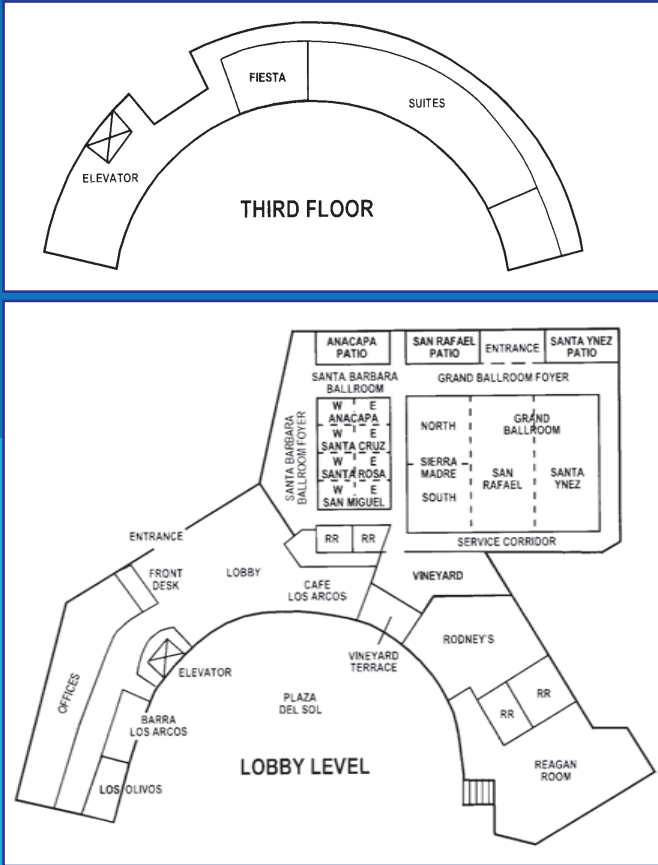 FIESTA
SUITES
ELEVATOR
THIRD FLOOR
ANACAPA
PATIO
SAN RAFAEL
PATIO
ENTRANCE
SANTA YNEZ
PATIO
SANTA BARBARA
BALLROOM
GRAND BALLROOM FOYER
SANTA BARBARA
BALLROOM FOYER
W E
ANACAPA
W E
SANTA CRUZ
W E
SANTA ROSA
W E
SAN MIGUEL
NORTH
GRAND
BALLROOM
SIERRA
MADRE
SOUTH
SAN
RAFAEL
SANTA
YNEZ
SERVICE CORRIDOR
ENTRANCE
RR RR
FRONT
DESK
LOBBY
CAFE
LOS ARCOS
VINEYARD
RODNEY'S
VINEYARD
TERRACE
ELEVATOR
OFFICES
PLAZA
DEL SOL
BARRA
LOS ARCOS
RR
RR
LOBBY LEVEL
REAGAN
ROOM
LOS OLIVOS